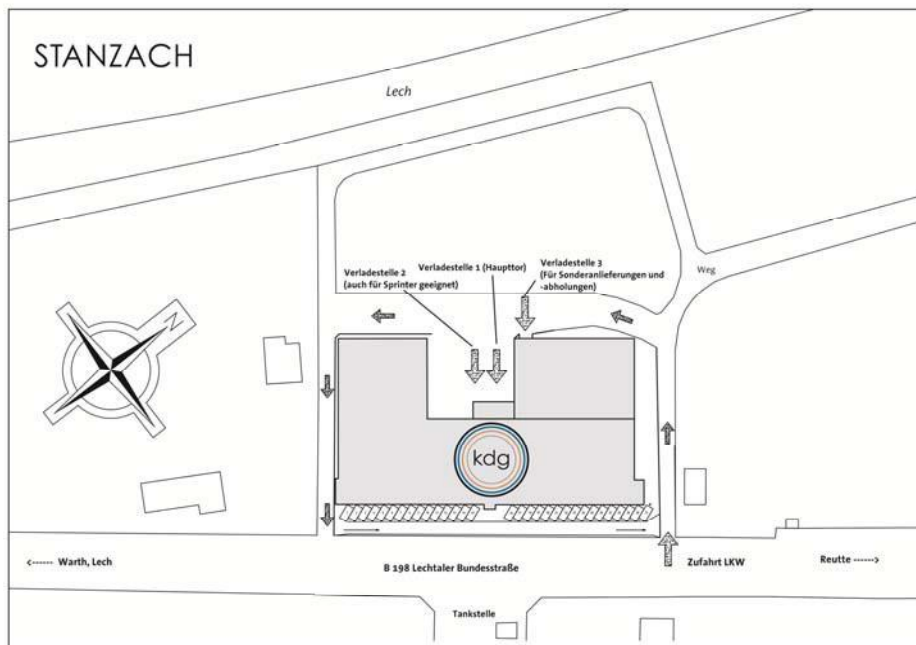 STANZACH
Lech
Verladestelle 2
(auch für Sprinter geeignet)
Verladestelle 1 (Haupttor)
Verladestelle 3
(Für Sonderanlieferungen und
-abholungen)
Weg
N
kdg
<------ Warth, Lech
B 198 Lechtaler Bundesstraße
Zufahrt LKW
Reutte ---->
Tankstelle